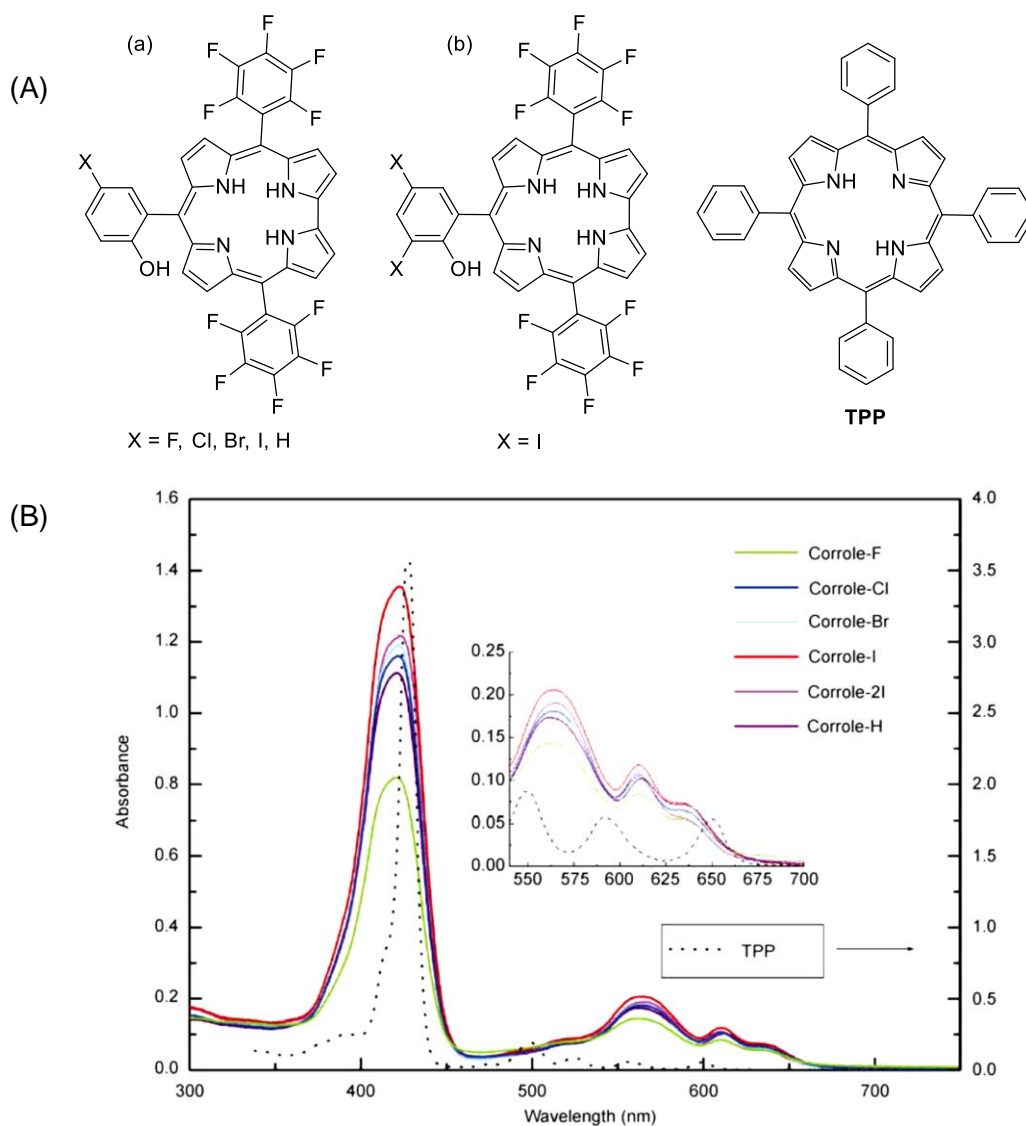 (A)
(a)
F
F
F
F
F
X
NH
HN
N
HN
OH
F
F
F
F
F
X = F, Cl, Br, I, H
(b)
F
F
F
F
F
X
X
NH
HN
N
HN
OH
F
F
F
F
F
X = I
NH
N
N
HN
TPP
(B)
Absorbance
1.6
1.4
1.2
1.0
0.8
0.6
0.4
0.2
0.0
300
400
500
600
700
Wavelength (nm)
4.0
3.5
3.0
2.5
2.0
1.5
1.0
0.5
0.0
Corrole-F
Corrole-Cl
Corrole-Br
Corrole-I
Corrole-2I
Corrole-H
0.25
0.20
0.15
0.10
0.05
0.00
550
575
600
625
650
675
700
TPP